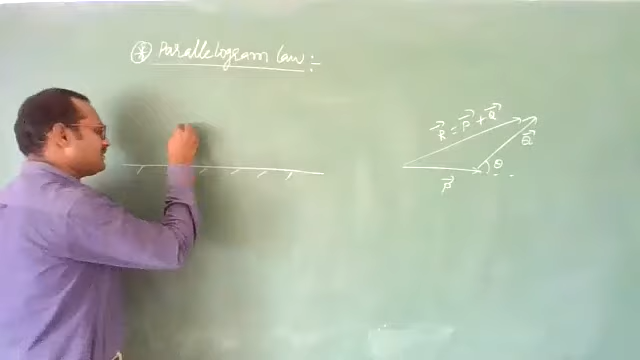 ⊛ Parallelogram law :-
R⃗ = P⃗ + Q⃗
Q⃗
θ
P⃗